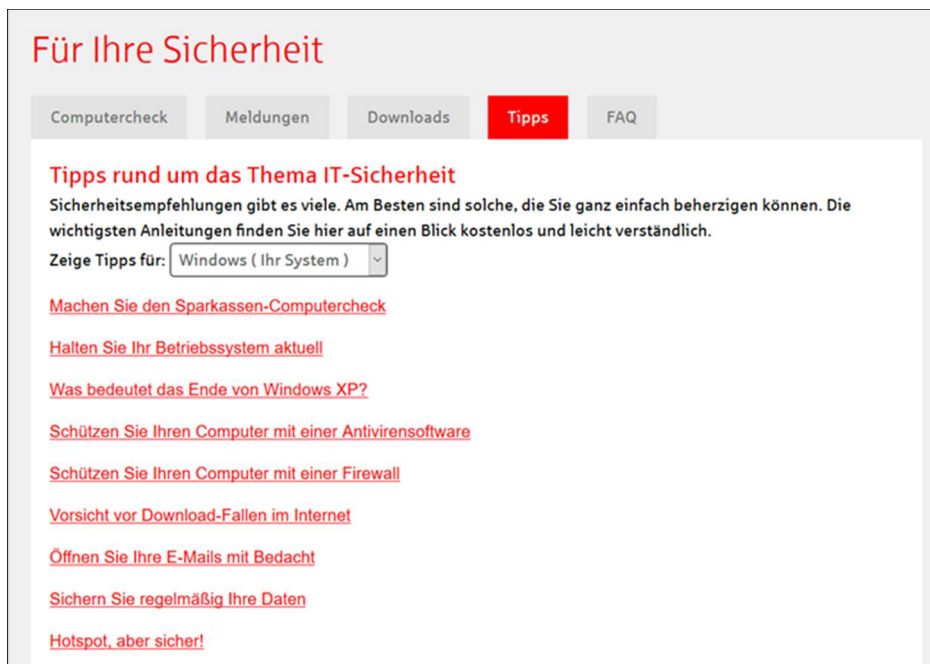 Für Ihre Sicherheit
Computercheck Meldungen Downloads Tipps FAQ
Tipps rund um das Thema IT-Sicherheit
Sicherheitsempfehlungen gibt es viele. Am Besten sind solche, die Sie ganz einfach beherzigen können. Die
wichtigsten Anleitungen finden Sie hier auf einen Blick kostenlos und leicht verständlich.
Zeige Tipps für: Windows ( Ihr System )
Machen Sie den Sparkassen-Computercheck
Halten Sie Ihr Betriebssystem aktuell
Was bedeutet das Ende von Windows XP?
Schützen Sie Ihren Computer mit einer Antivirensoftware
Schützen Sie Ihren Computer mit einer Firewall
Vorsicht vor Download-Fallen im Internet
Öffnen Sie Ihre E-Mails mit Bedacht
Sichern Sie regelmäßig Ihre Daten
Hotspot, aber sicher!